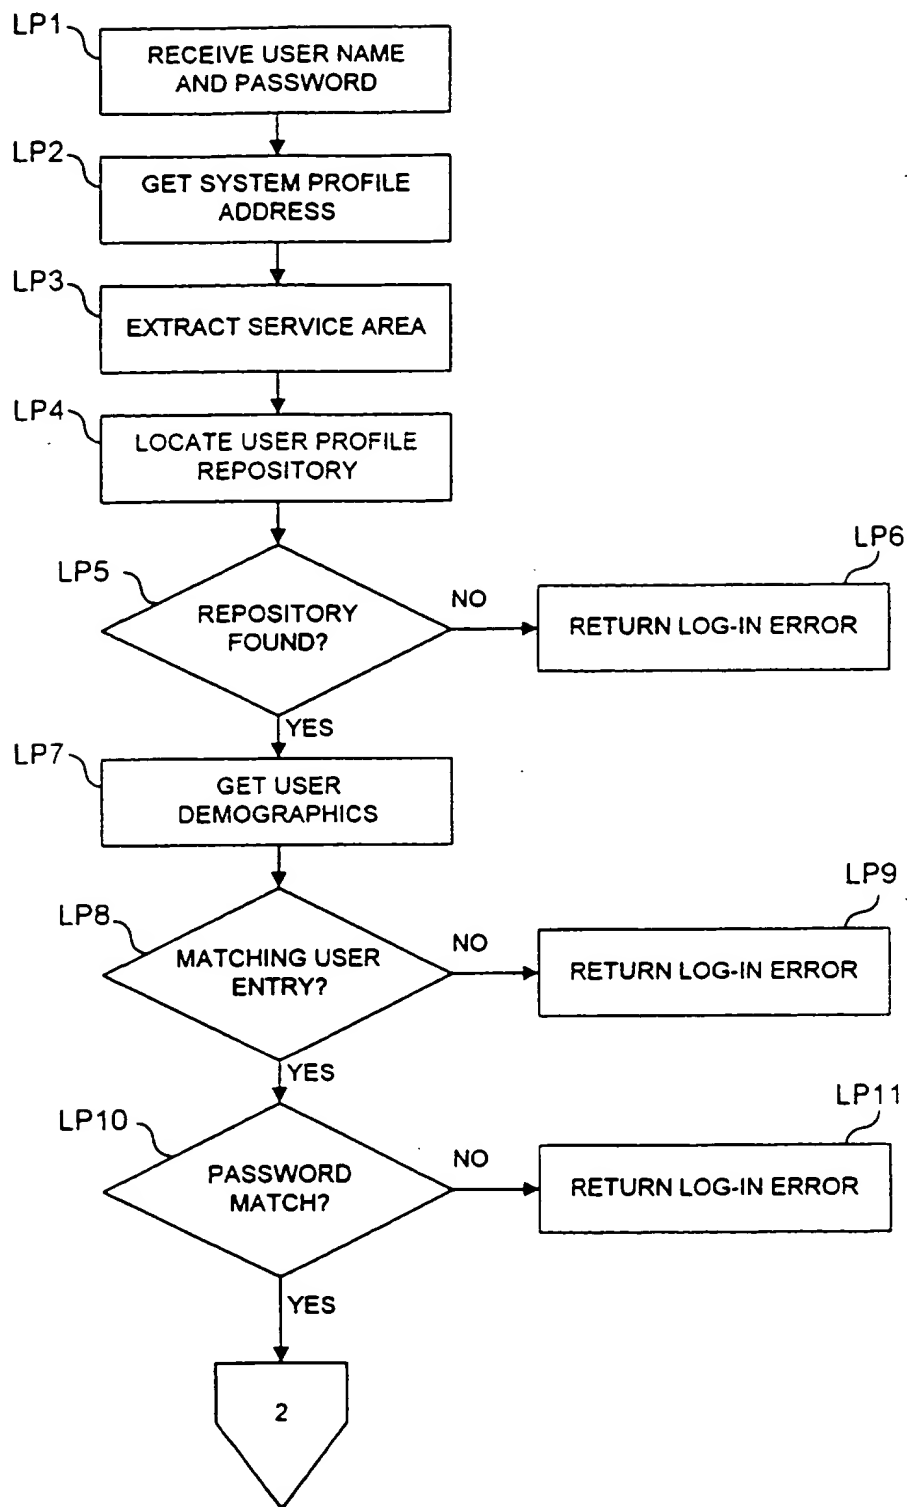 LP1
RECEIVE USER NAME
AND PASSWORD
LP2
GET SYSTEM PROFILE
ADDRESS
LP3
EXTRACT SERVICE AREA
LP4
LOCATE USER PROFILE
REPOSITORY
LP5
REPOSITORY
FOUND?
NO
LP6
RETURN LOG-IN ERROR
YES
LP7
GET USER
DEMOGRAPHICS
LP8
MATCHING USER
ENTRY?
NO
LP9
RETURN LOG-IN ERROR
YES
LP10
PASSWORD
MATCH?
NO
LP11
RETURN LOG-IN ERROR
YES
2